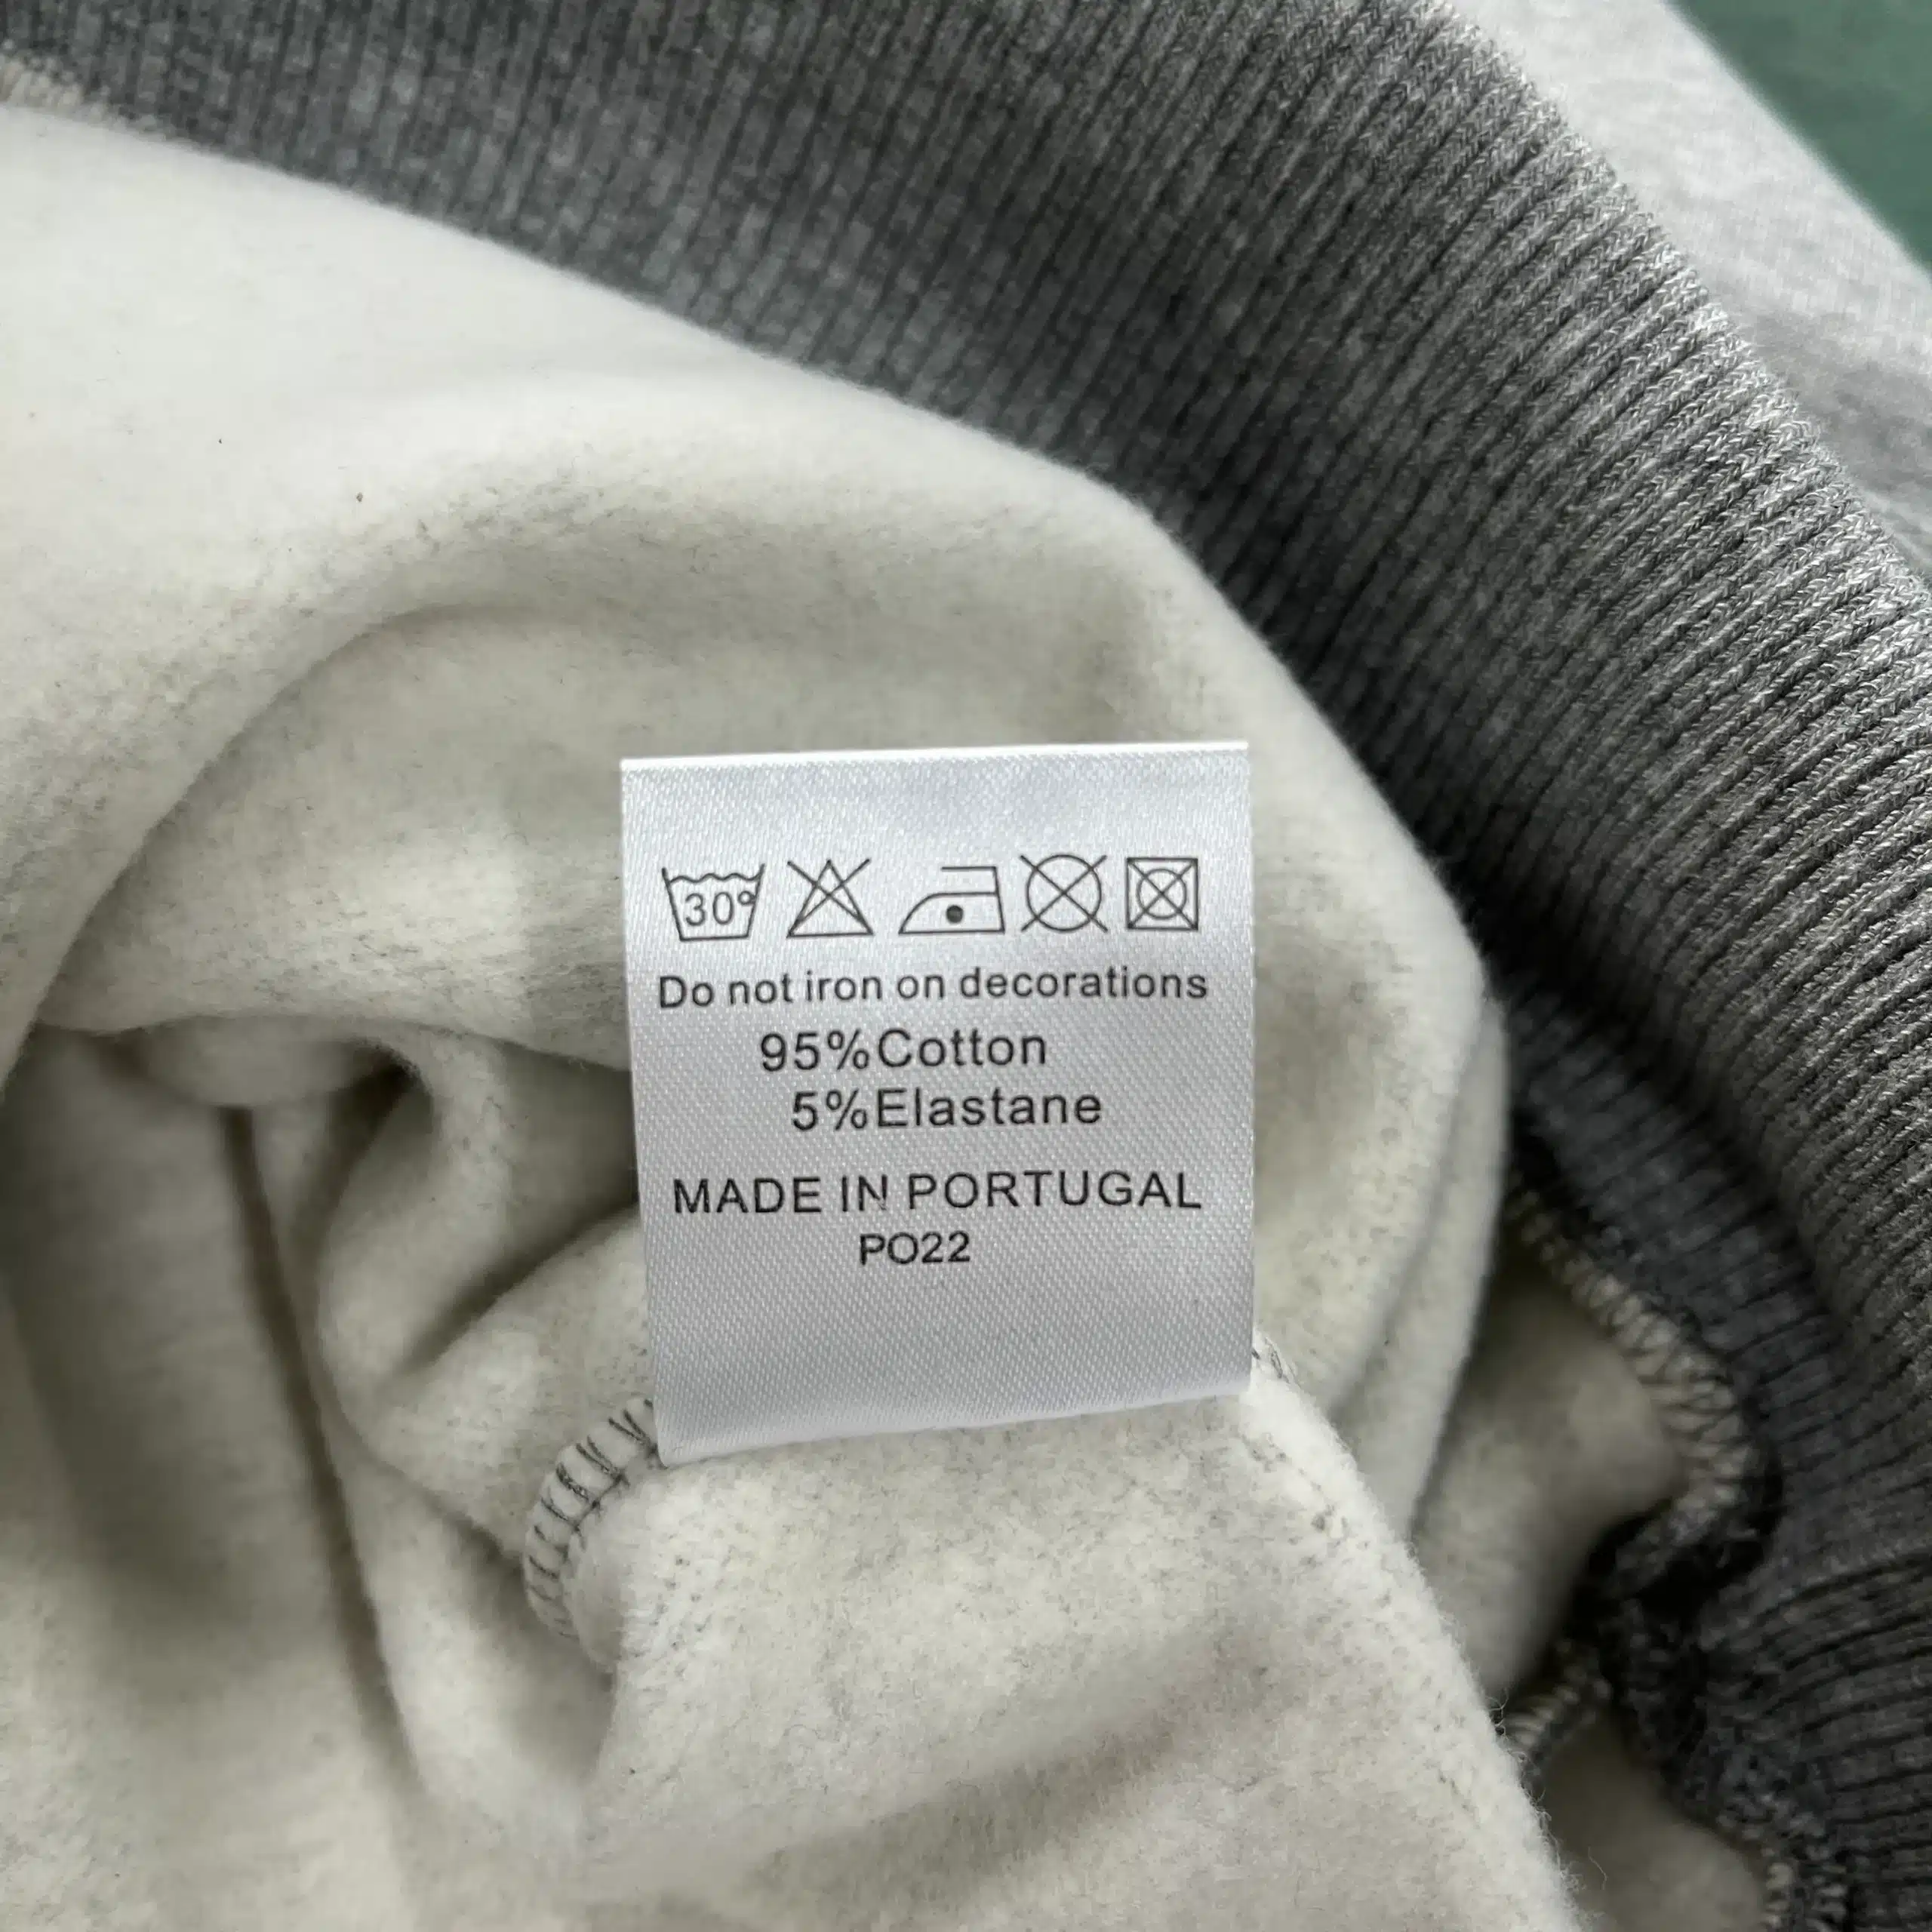 30°
Do not iron on decorations
95%Cotton
5%Elastane
MADE IN PORTUGAL
PO22